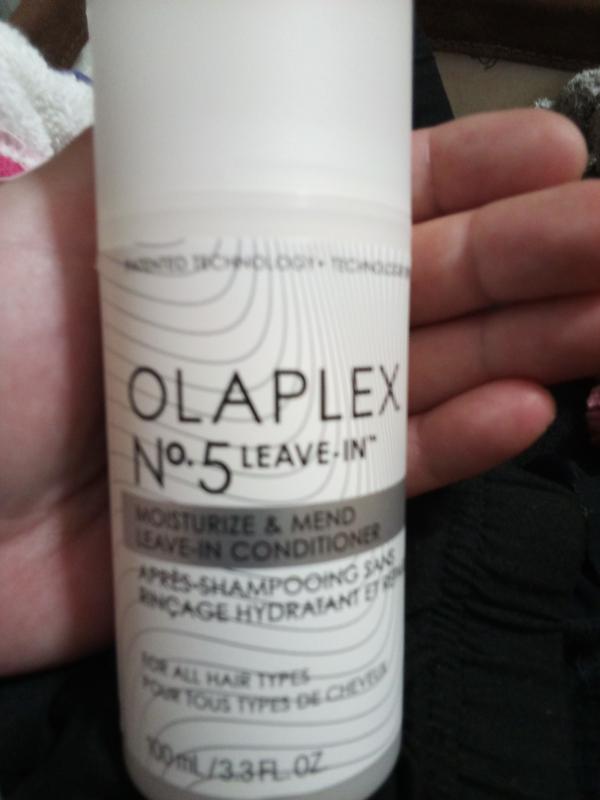 PATENTED TECHNOLOGY •
OLAPLEX
Nº.5 LEAVE-IN™
MOISTURIZE & MEND
LEAVE-IN CONDITIONER
APRÈS-SHAMPOOING SANS
RINÇAGE HYDRATANT ET
FOR ALL HAIR TYPES
POUR TOUS TYPES DE CHEVEUX
100 mL / 3.3 FL. OZ